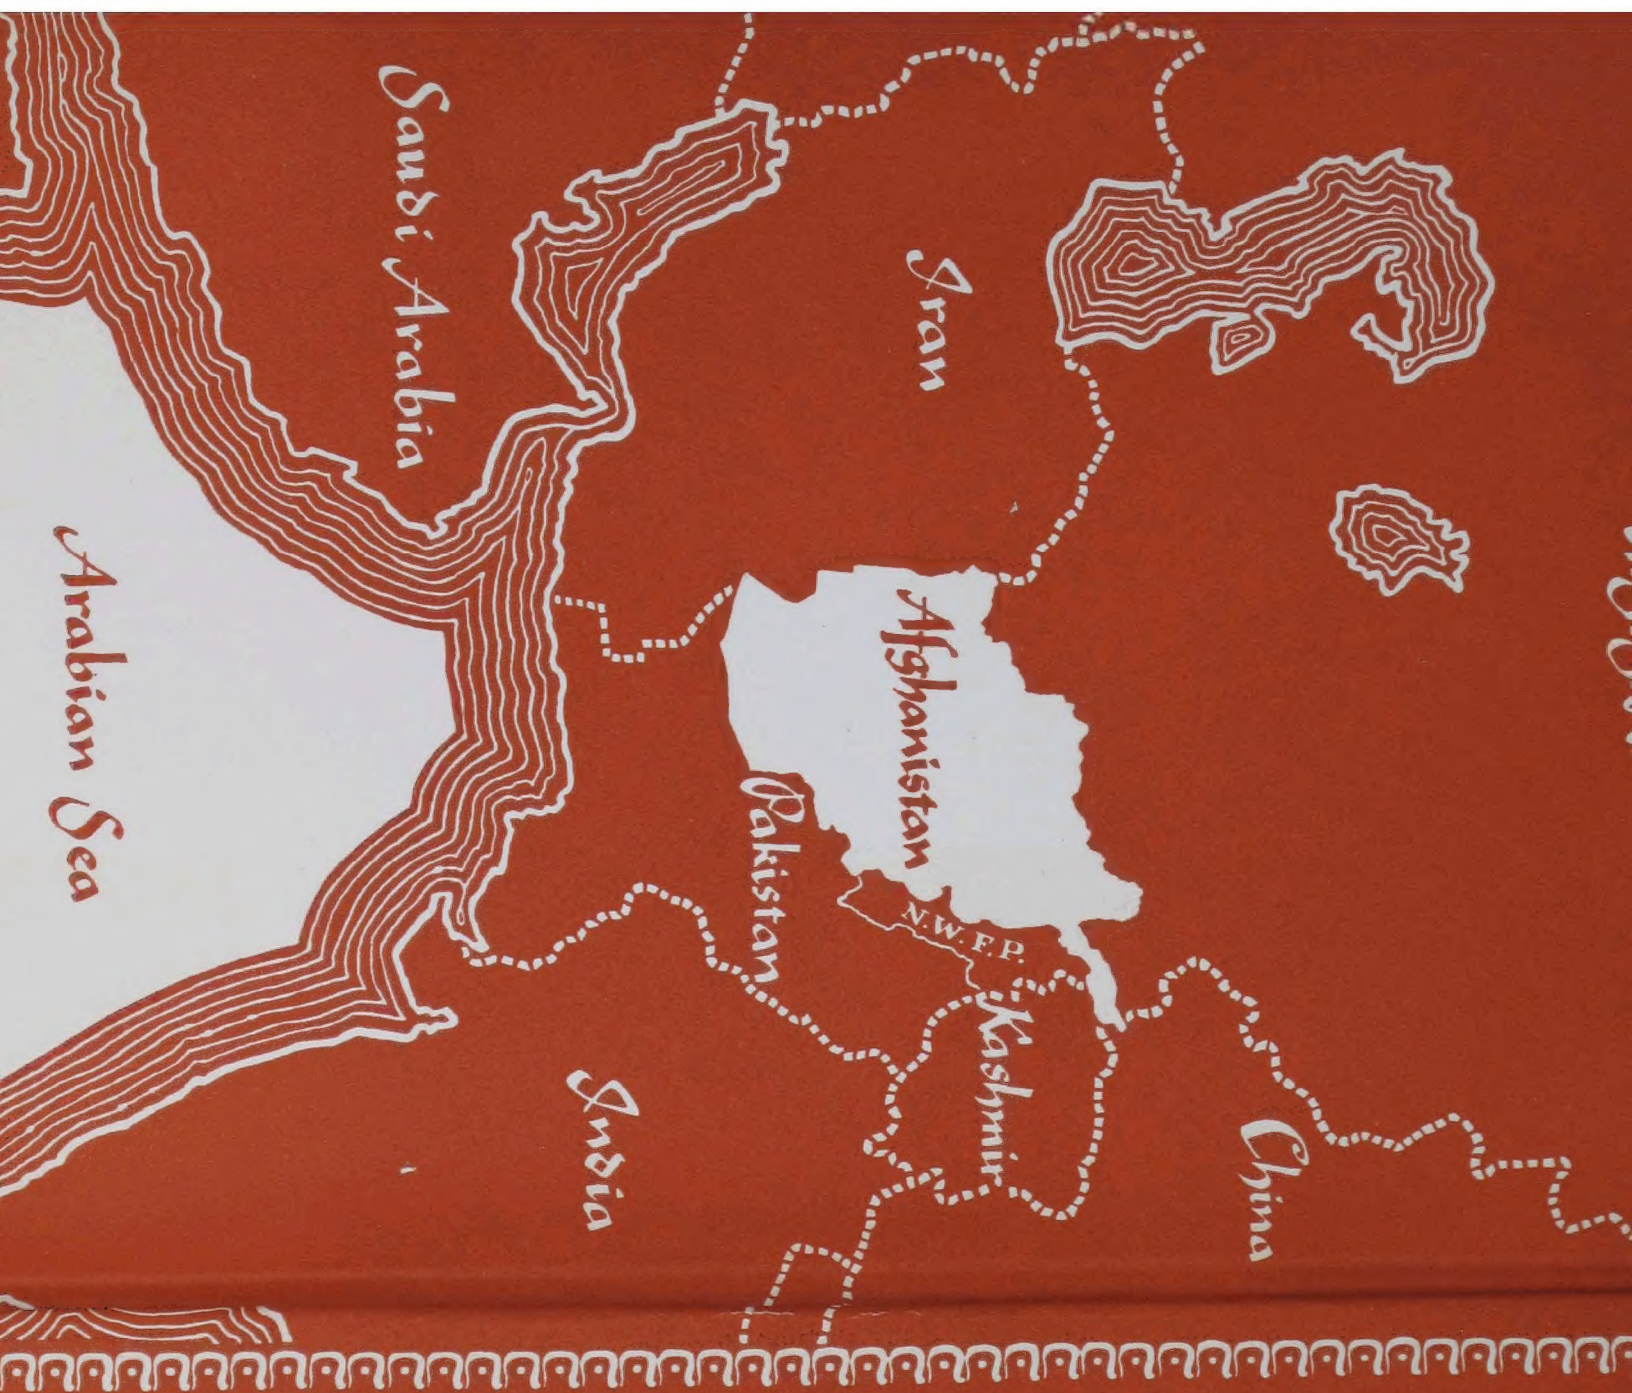 China
Iran
Afghanistan
N.W.F.P.
Kashmir
Pakistan
India
Saudi Arabia
Arabian Sea